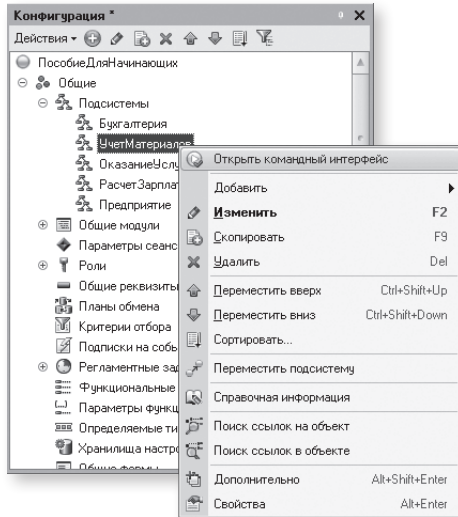 Конфигурация *
Действия
ПособиеДляНачинающих
Общие
Подсистемы
Бухгалтерия
УчетМатериалов
ОказаниеУслу
РасчетЗарплат
Предприятие
Общие модули
Параметры сеанс
Роли
Общие реквизиты
Планы обмена
Критерии отбора
Подписки на собы
Регламентные зад
Функциональные
Параметры функц
Определяемые ти
Хранилища настро
Общие формы
Открыть командный интерфейс
Добавить
Изменить F2
Скопировать F9
Удалить Del
Переместить вверх Ctrl+Shift+Up
Переместить вниз Ctrl+Shift+Down
Сортировать...
Переместить подсистему
Справочная информация
Поиск ссылок на объект
Поиск ссылок в объекте
Дополнительно Alt+Shift+Enter
Свойства Alt+Enter